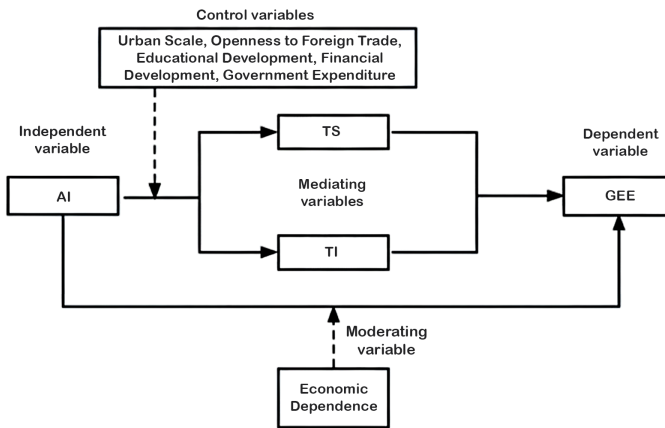 Control variables
Urban Scale, Openness to Foreign Trade,
Educational Development, Financial
Development, Government Expenditure
Independent
variable
AI
TS
Mediating
variables
TI
Dependent
variable
GEE
Moderating
variable
Economic
Dependence